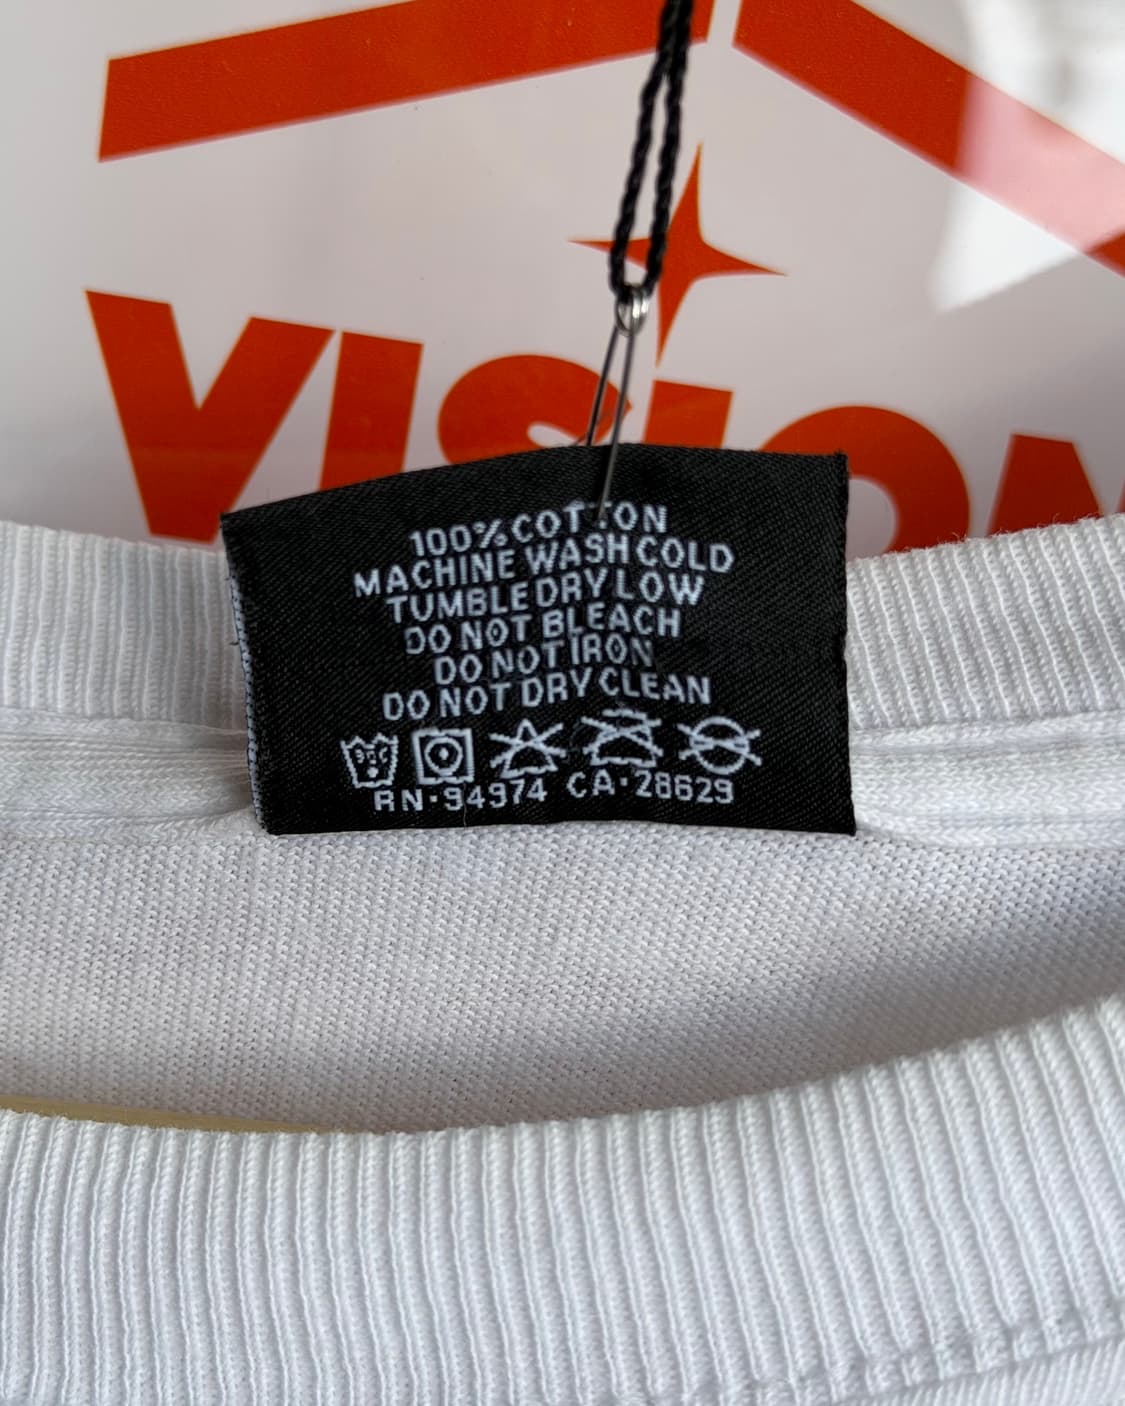 VISION
100% COTTON
MACHINE WASH COLD
TUMBLE DRY LOW
DO NOT BLEACH
DO NOT IRON
DO NOT DRY CLEAN
RN·94974 CA·28629